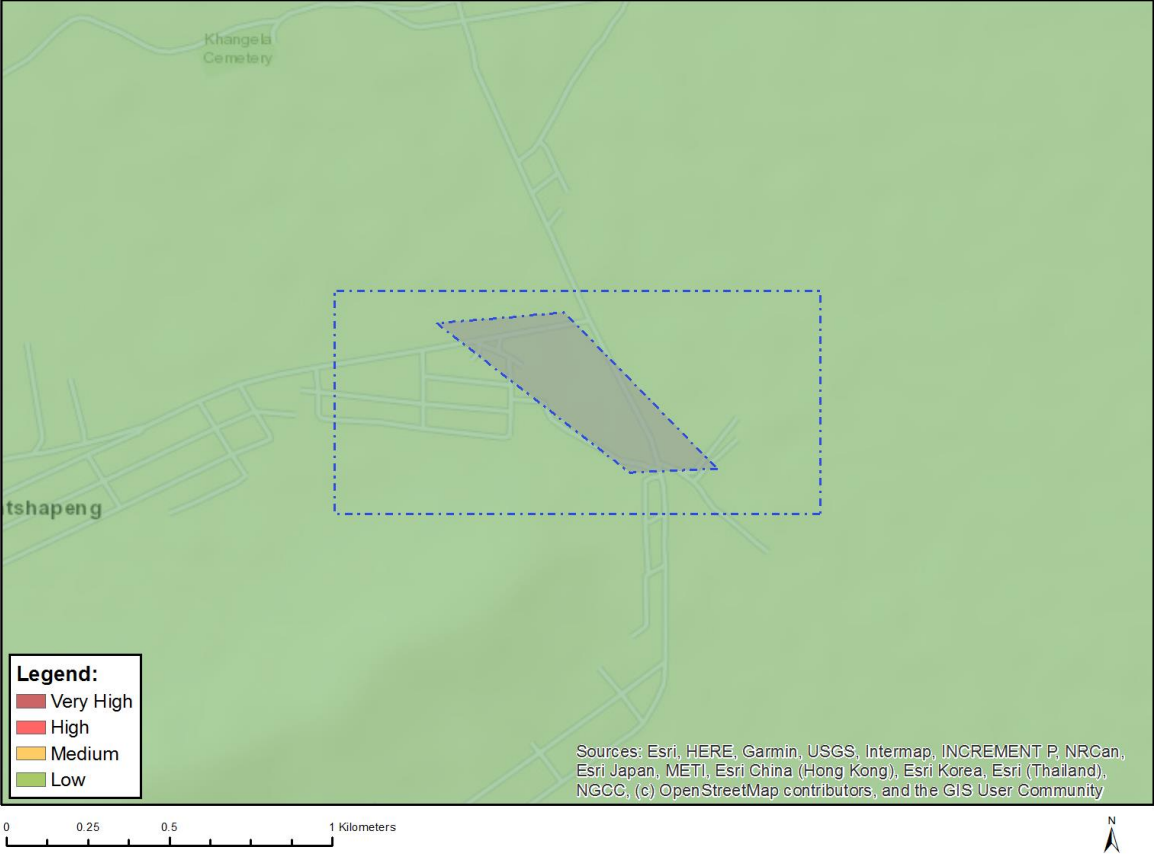 Khangela
Cemetery
tshapeng
Legend:
Very High
High
Medium
Low
Sources: Esri, HERE, Garmin, USGS, Intermap, INCREMENT P, NRCan,
Esri Japan, METI, Esri China (Hong Kong), Esri Korea, Esri (Thailand),
NGCC, (c) OpenStreetMap contributors, and the GIS User Community
0 0.25 0.5 1 Kilometers
N